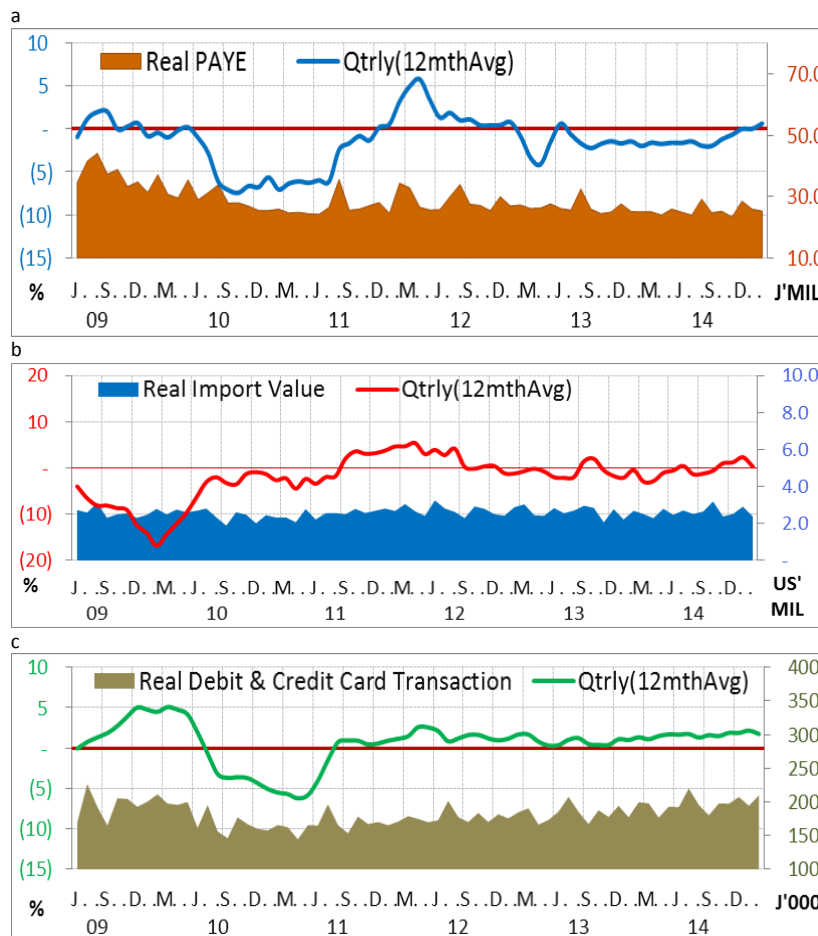 a
10
5
-
(5)
(10)
(15)
Real PAYE
Qtrly(12mthAvg)
70.0
50.0
30.0
10.0
J. . .S. . .D. . .M. . .J. . .S. . .D. . .M. . .J. . .S. . .D. . .M. . .J. . .S. . .D. . .M. . .J. . .S. . .D. . .M. . .J. . .S. . .D. .
% J'MIL
09 10 11 12 13 14
b
20
10
-
(10)
(20)
Real Import Value
Qtrly(12mthAvg)
10.0
8.0
6.0
4.0
2.0
-
J. . .S. . .D. . .M. . .J. . .S. . .D. . .M. . .J. . .S. . .D. . .M. . .J. . .S. . .D. . .M. . .J. . .S. . .D. . .M. . .J. . .S. . .D. .
% US'
MIL
09 10 11 12 13 14
c
10
5
-
(5)
(10)
(15)
Real Debit & Credit Card Transaction
Qtrly(12mthAvg)
400
350
300
250
200
150
100
J. . .S. . .D. . .M. . .J. . .S. . .D. . .M. . .J. . .S. . .D. . .M. . .J. . .S. . .D. . .M. . .J. . .S. . .D. . .M. . .J. . .S. . .D. .
% J'000
09 10 11 12 13 14